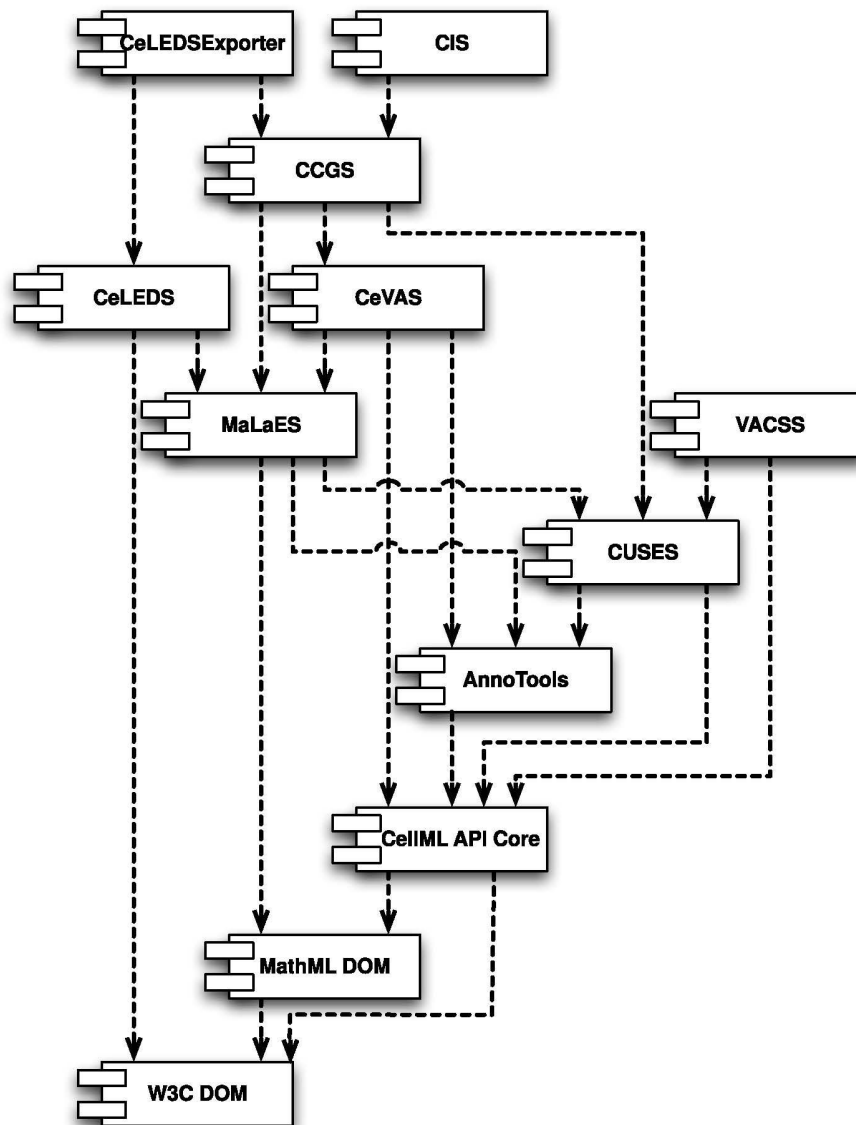 CeLEDSExporter
CIS
CCGS
CeLEDS
CeVAS
MaLaES
VACSS
CUSES
AnnoTools
CellML API Core
MathML DOM
W3C DOM